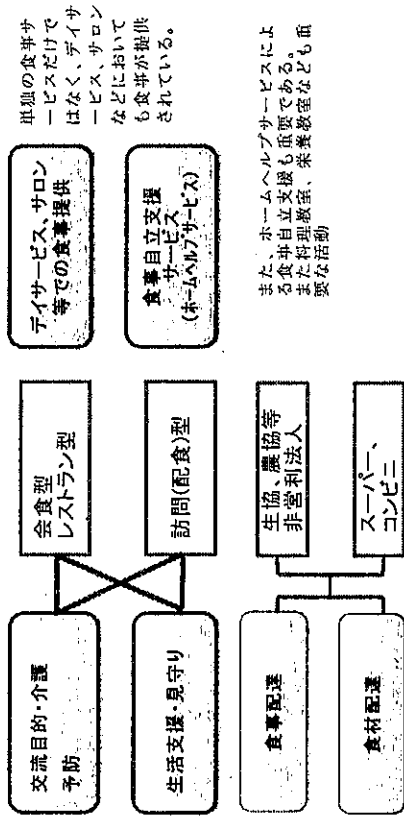 交流目的・介護
予防
会食型
レストラン型
デイサービス、サロン
等での食事提供
単独の食事サ
ービスだけで
はなく、デイサ
ービス、サロン
などにおいて
も食事が提供
されている。
生活支援・見守り
訪問(配食)型
食事自立支援
サービス
(ホームヘルプサービス)
食事配達
生協、農協等
非営利法人
食材配達
スーパー、
コンビニ
また、ホームヘルプサービスによ
る食事自立支援も重要である。
また料理教室、栄養教室なども重
要な活動